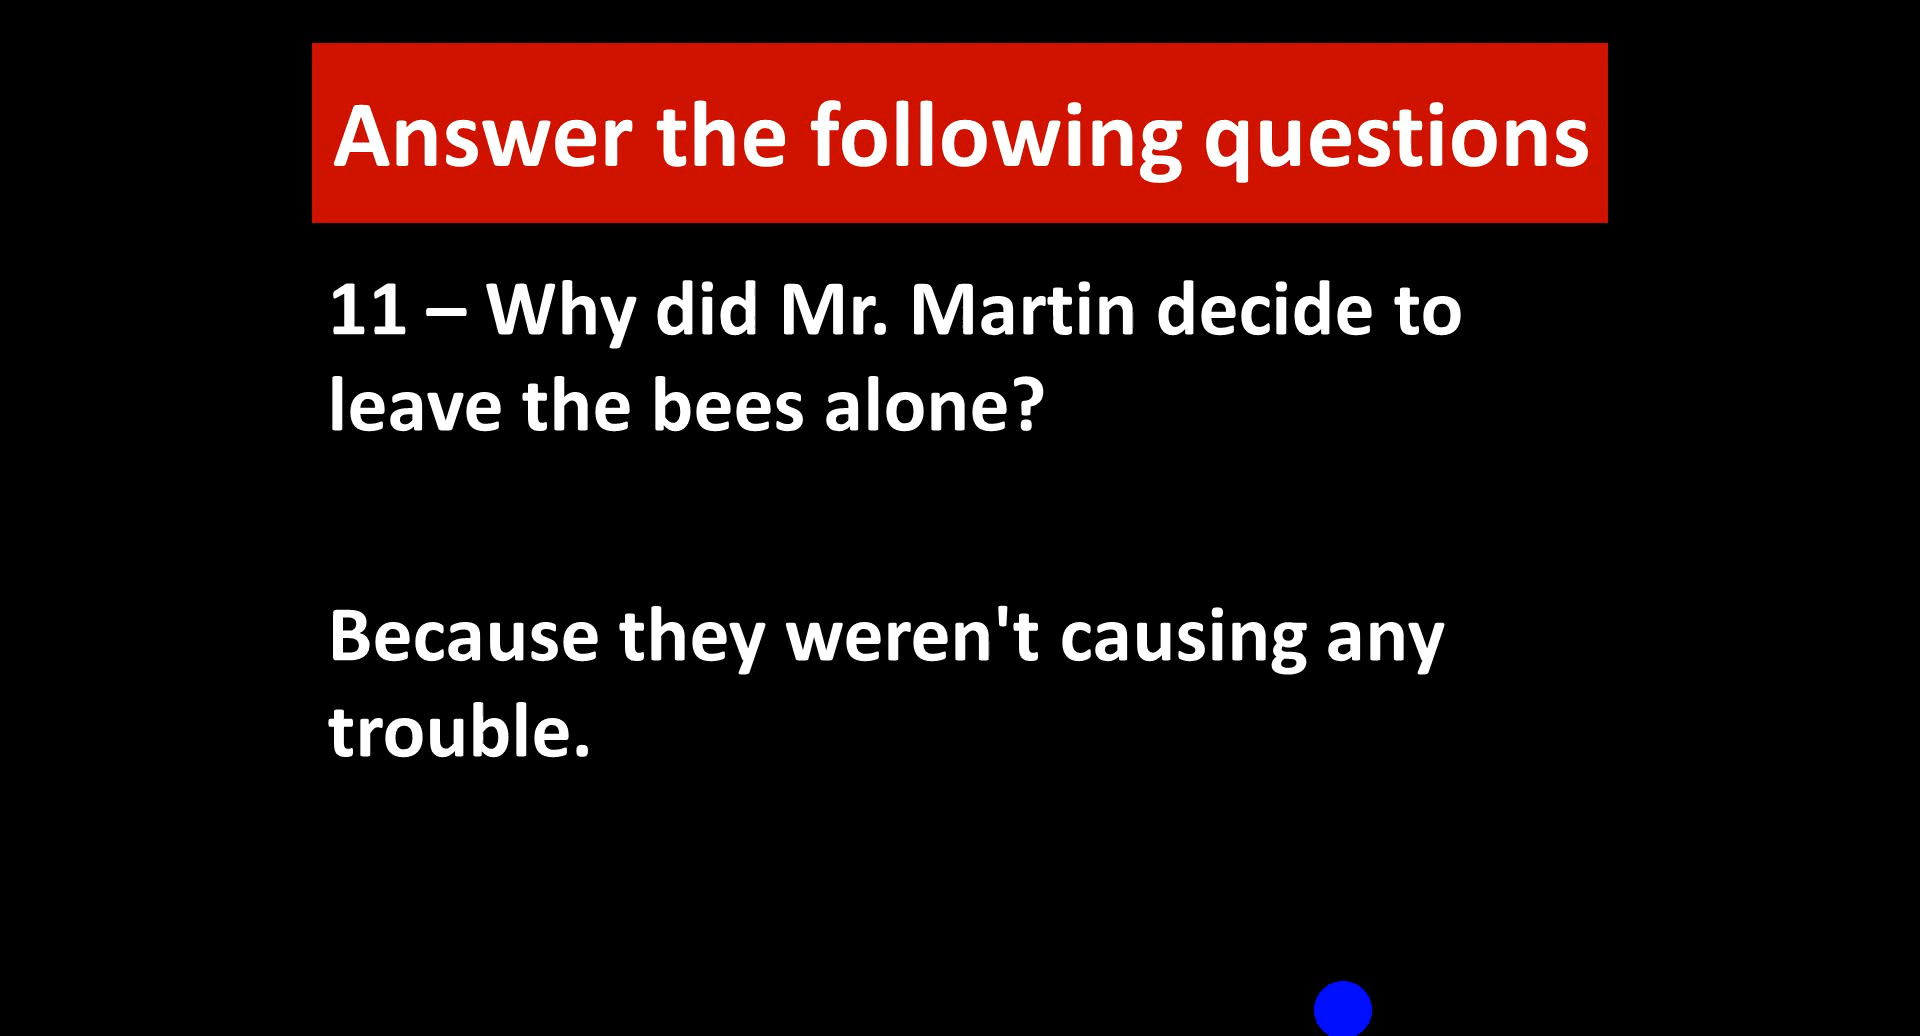 Answer the following questions
11 – Why did Mr. Martin decide to
leave the bees alone?
Because they weren't causing any
trouble.